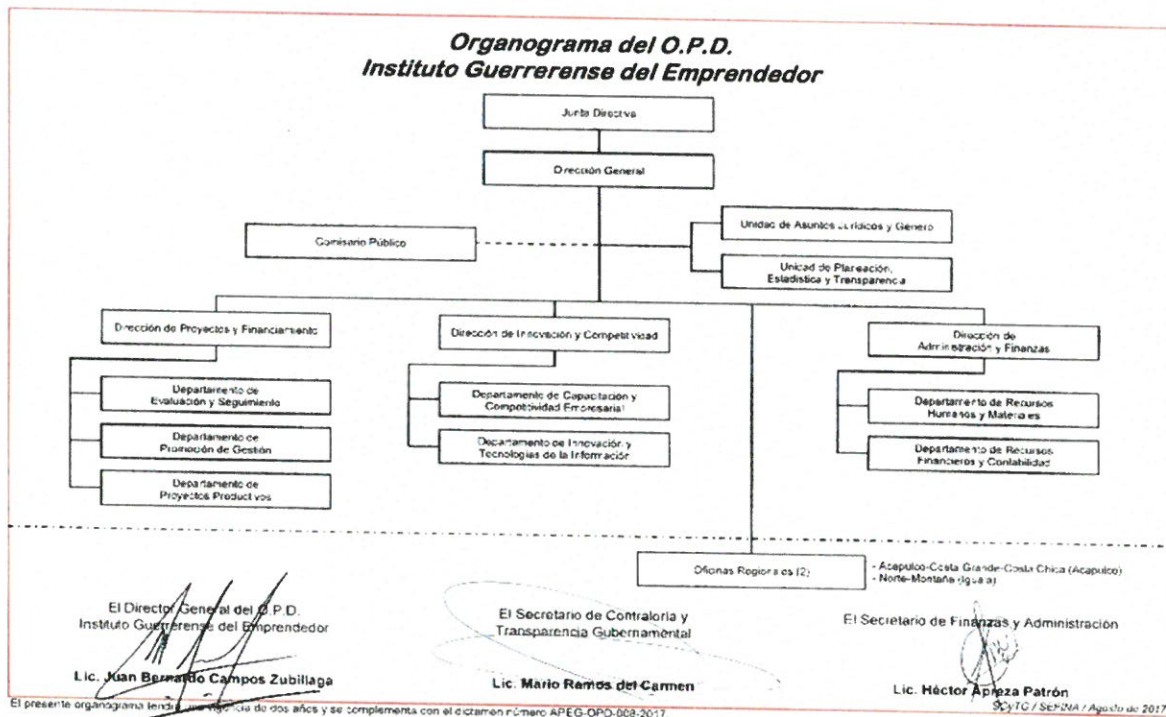 Organograma del O.P.D.
Instituto Guerrerense del Emprendedor
Junta Directiva
Dirección General
Comisario Público
Unidad de Asuntos Jurídicos y Género
Unidad de Planeación,
Estadística y Transparencia
Dirección de Proyectos y Financiamiento
Dirección de Innovación y Competitividad
Dirección de
Administración y Finanzas
Departamento de
Evaluación y Seguimiento
Departamento de
Promoción de Gestión
Departamento de
Proyectos Productivos
Departamento de Capacitación y
Competitividad Empresarial
Departamento de Innovación y
Tecnologías de la Información
Departamento de Recursos
Humanos y Materiales
Departamento de Recursos
Financieros y Contabilidad
Oficinas Regionales (2)
- Acapulco-Costa Grande-Costa Chica (Acapulco)
- Norte-Montaña (Iguala)
El Director General del O.P.D.
Instituto Guerrerense del Emprendedor
Lic. Juan Bernardo Campos Zubillaga
El Secretario de Contraloría y
Transparencia Gubernamental
Lic. Mario Ramos del Carmen
El Secretario de Finanzas y Administración
Lic. Héctor Apreza Patrón
El presente organograma tendrá una vigencia de dos años y se complementa con el dictamen número APEG-OPD-008-2017.
SCyTG / SEFINA / Agosto de 2017